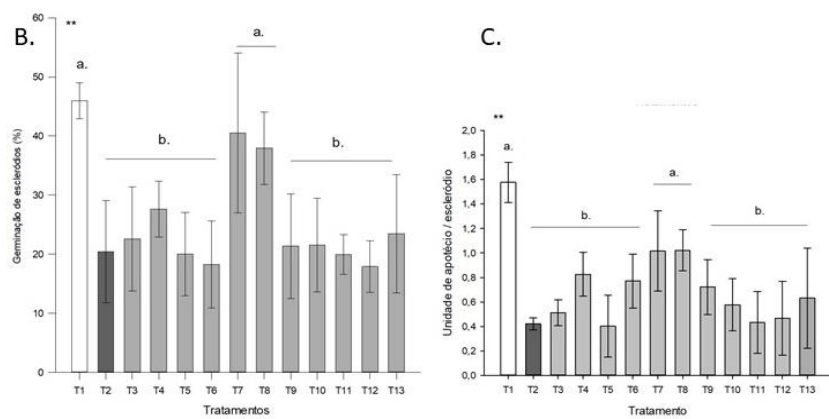 B.
**
60
50
40
30
20
10
0
a.
b.
a.
b.
Germinação de escleródios (%)
T1 T2 T3 T4 T5 T6 T7 T8 T9 T10 T11 T12 T13
Tratamentos
C.
**
2,0
1,8
1,6
1,4
1,2
1,0
0,8
0,6
0,4
0,2
0,0
a.
b.
a.
b.
Unidade de apotécio / escleródio
T1 T2 T3 T4 T5 T6 T7 T8 T9 T10 T11 T12 T13
Tratamento